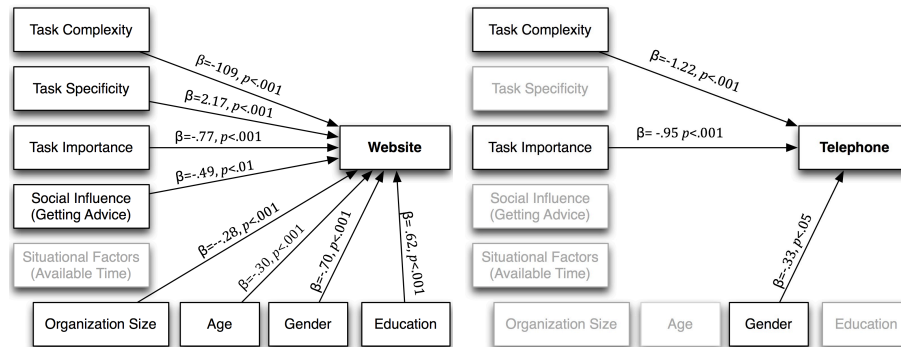 Task Complexity
β=-109, p<.001
Task Specificity
β=2.17, p<.001
Task Importance
β=-.77, p<.001
Website
Social Influence
(Getting Advice)
β=-.49, p<.01
Situational Factors
(Available Time)
β=--.28, p<.001
β=-.30, p<.001
β=-.70, p<.001
β= .62, p<,001
Organization Size
Age
Gender
Education
Task Complexity
β=-1.22, p<.001
Task Specificity
Task Importance
β= -.95 p<.001
Telephone
Social Influence
(Getting Advice)
Situational Factors
(Available Time)
β=-.33, p<.05
Organization Size
Age
Gender
Education